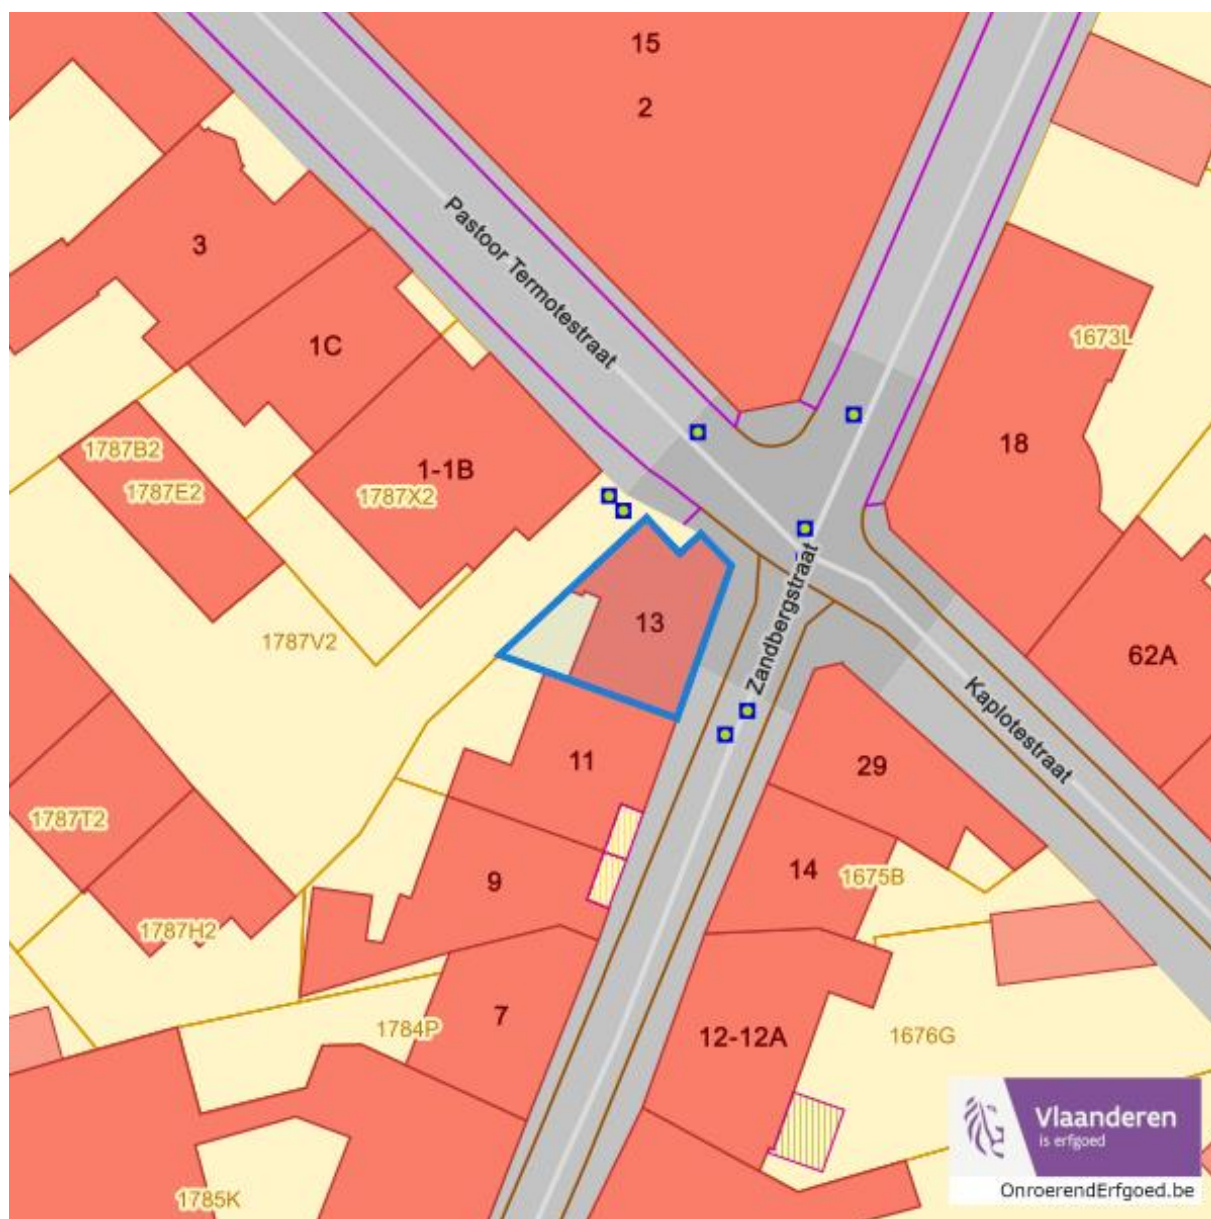 15
2
Pastoor Termotestraat
3
1C
1673L
18
1787B2
1787E2
1-1B
1787X2
13
1787V2
Zandbergstraat
62A
Kaplotestraat
11
29
1787T2
9
14
1675B
1787H2
7
1784P
12-12A
1676G
1785K
Vlaanderen
is erfgoed
OnroerendErfgoed.be